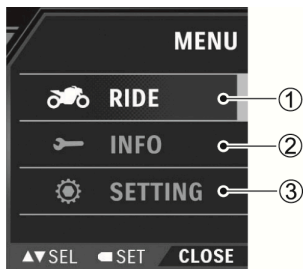 MENU
RIDE ①
INFO ②
SETTING ③
▲▼ SEL SET CLOSE